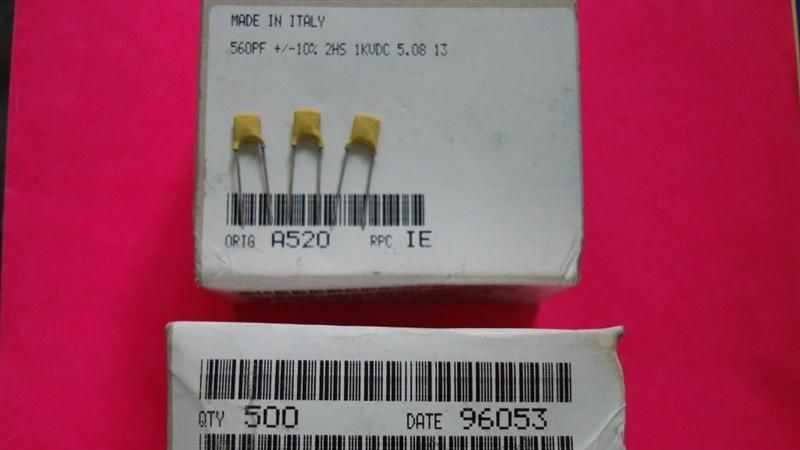 MADE IN ITALY
560PF +/-10% 2HS 1KVDC 5.08 13
ORIG A520 RPC IE
QTY 500 DATE 96053